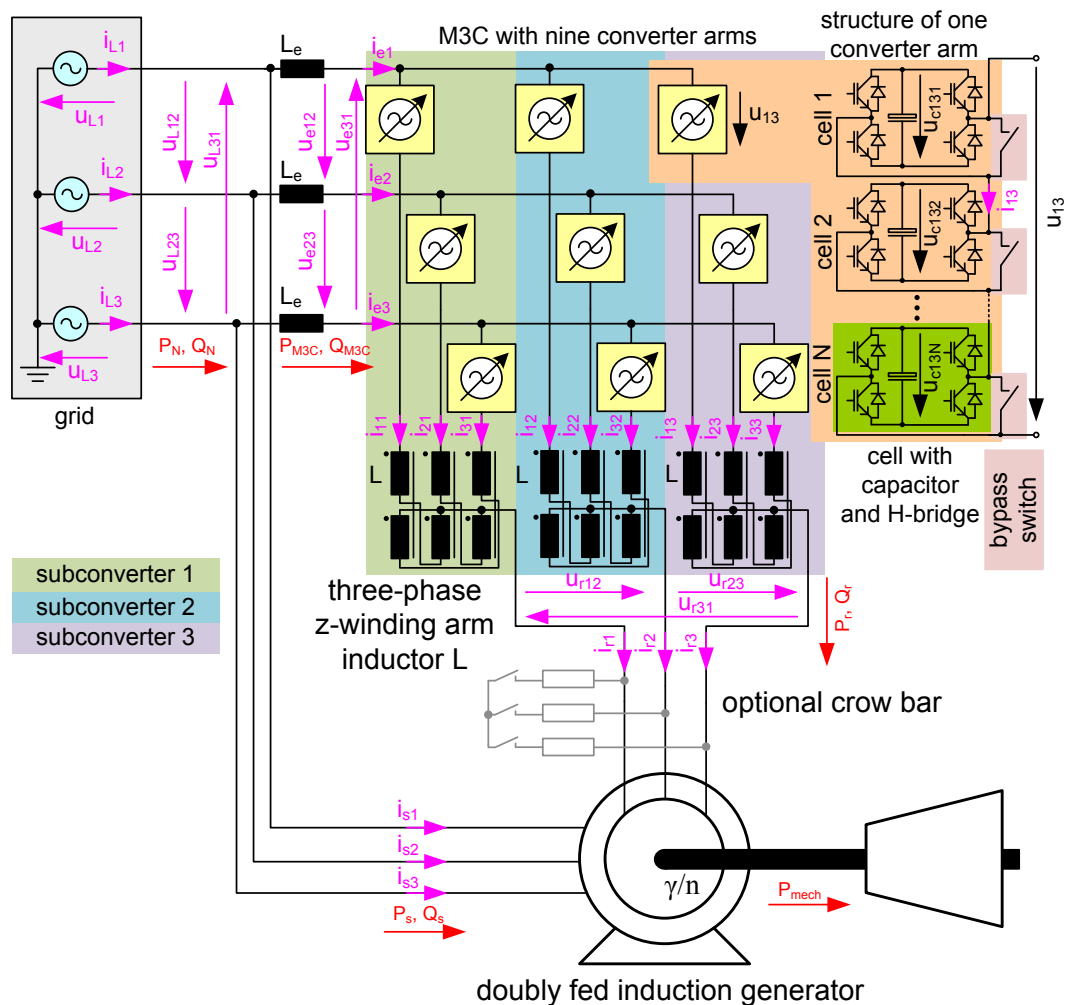 structure of one
converter arm
M3C with nine converter arms
i_L1
L_e
i_e1
u_L1
u_L12
u_L31
u_e12
u_e31
u_13
cell 1
u_c131
i_L2
L_e
i_e2
i_13
u_13
u_L2
u_L23
u_e23
cell 2
u_c132
i_L3
L_e
i_e3
P_N, Q_N
P_M3C, Q_M3C
u_L3
cell N
u_c13N
grid
i_11
i_21
i_31
i_12
i_22
i_32
i_13
i_23
i_33
cell with
capacitor
and H-bridge
bypass
switch
L
L
L
subconverter 1
subconverter 2
subconverter 3
three-phase
z-winding arm
inductor L
u_r12
u_r23
u_r31
P_r, Q_r
i_r1
i_r2
i_r3
optional crow bar
i_s1
i_s2
i_s3
P_s, Q_s
γ/n
P_mech
doubly fed induction generator